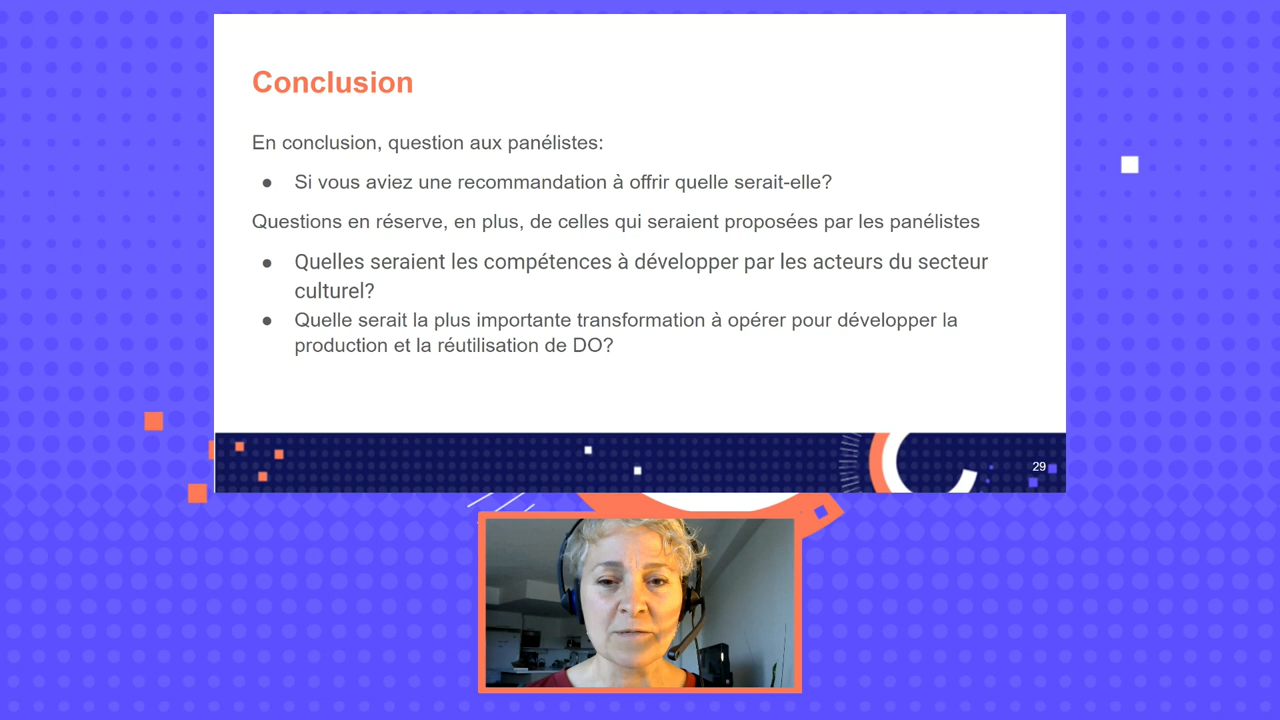 Conclusion
En conclusion, question aux panélistes:
● Si vous aviez une recommandation à offrir quelle serait-elle?
Questions en réserve, en plus, de celles qui seraient proposées par les panélistes
● Quelles seraient les compétences à développer par les acteurs du secteur
culturel?
● Quelle serait la plus importante transformation à opérer pour développer la
production et la réutilisation de DO?
29